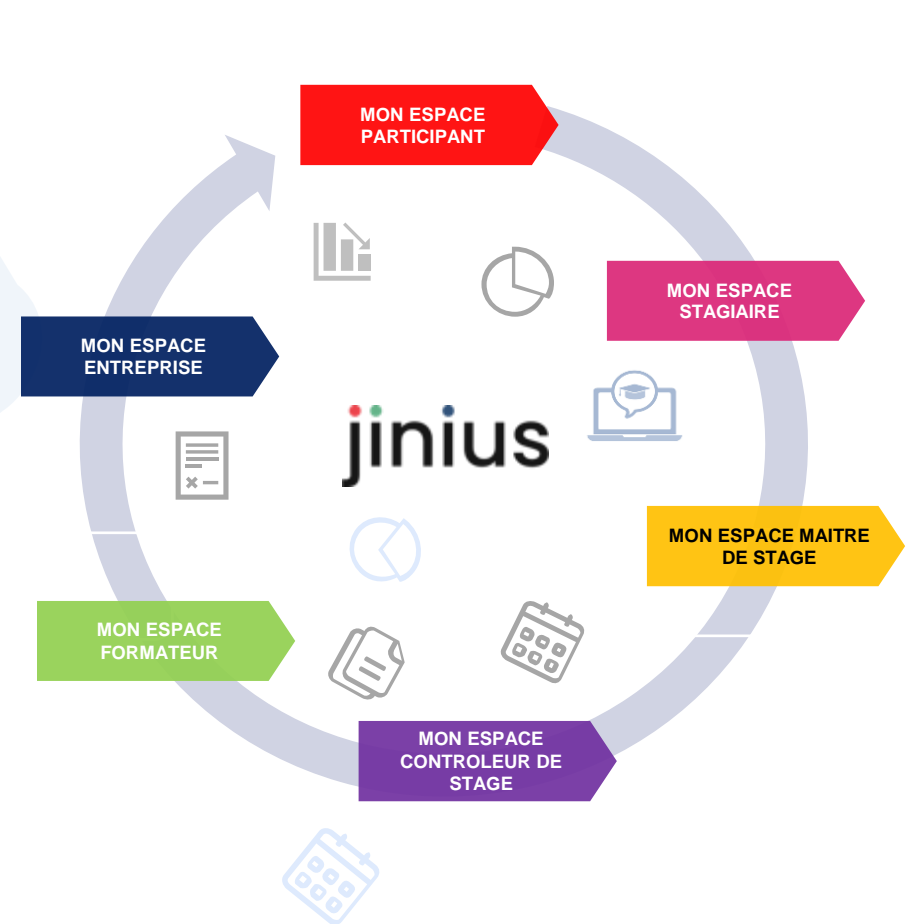 MON ESPACE
PARTICIPANT
MON ESPACE
STAGIAIRE
MON ESPACE
ENTREPRISE
jinius
MON ESPACE MAITRE
DE STAGE
MON ESPACE
FORMATEUR
MON ESPACE
CONTROLEUR DE
STAGE